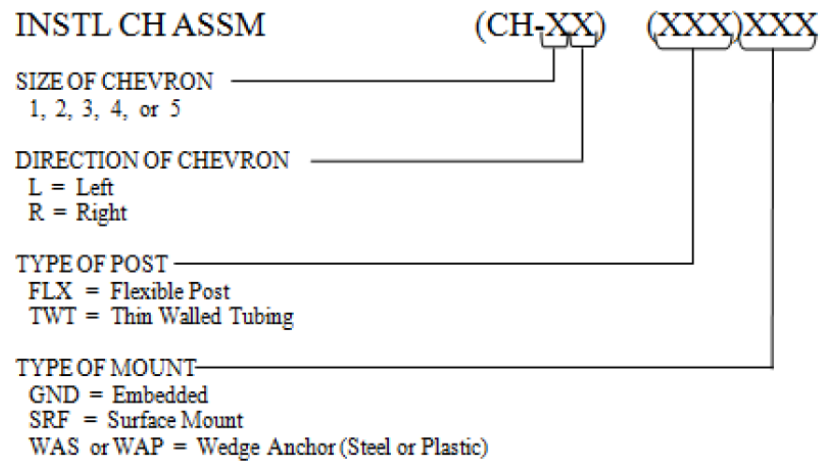 INSTL CH ASSM (CH-XX) (XXX)XXX
SIZE OF CHEVRON
1, 2, 3, 4, or 5
DIRECTION OF CHEVRON
L = Left
R = Right
TYPE OF POST
FLX = Flexible Post
TWT = Thin Walled Tubing
TYPE OF MOUNT
GND = Embedded
SRF = Surface Mount
WAS or WAP = Wedge Anchor (Steel or Plastic)